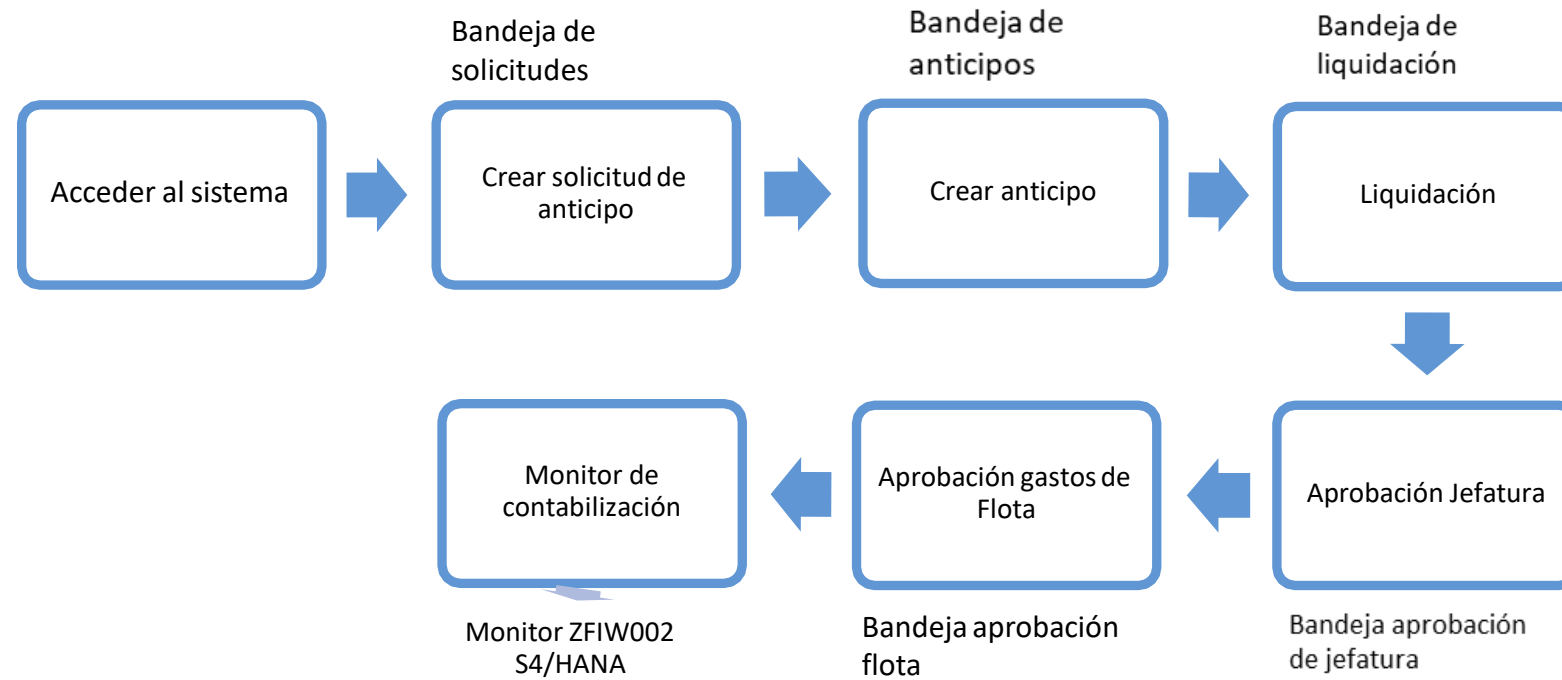 Bandeja de
solicitudes
Bandeja de
anticipos
Bandeja de
liquidación
Acceder al sistema
Crear solicitud de
anticipo
Crear anticipo
Liquidación
Aprobación Jefatura
Aprobación gastos de
Flota
Monitor de
contabilización
Bandeja aprobación
de jefatura
Bandeja aprobación
flota
Monitor ZFIW002
S4/HANA